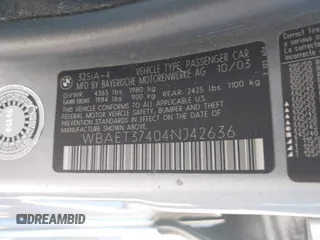 325iA-4 VEHICLE TYPE: PASSENGER CAR
MFD BY BAYERISCHE MOTORENWERKE AG 10/03
GVWR 4365 lbs 1980 kg
GAWR FRONT: 1984 lbs 900 kg REAR: 2425 lbs 1100 kg
THIS VEHICLE CONFORMS TO ALL APPLICABLE U.S.
FEDERAL MOTOR VEHICLE SAFETY, BUMPER, AND
THEFT PREVENTION STANDARDS IN EFFECT ON THE
DATE OF MANUFACTURE SHOWN ABOVE
WBAET37404NJ42636
DREAMBID